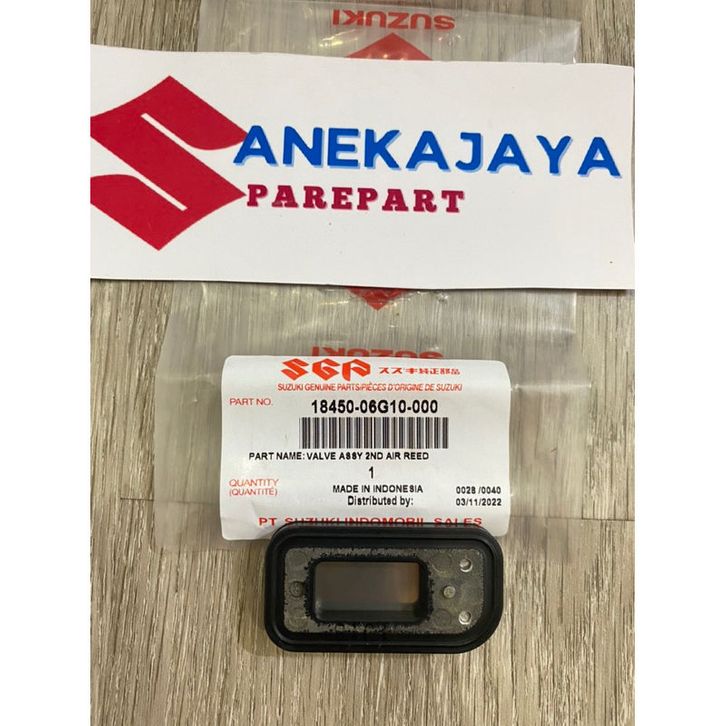 SUZUKI
ANEKAJAYA
PAREPART
SUZUKI
SGP スズキ純正部品
SUZUKI GENUINE PARTS/PIÈCES D'ORIGINE DE SUZUKI
PART NO. 18450-06G10-000
PART NAME: VALVE ASSY 2ND AIR REED
QUANTITY 1
(QUANTITÉ) MADE IN INDONESIA 0028 /0040
Distributed by: 03/11/2022
PT SUZUKI INDOMOBIL SALES